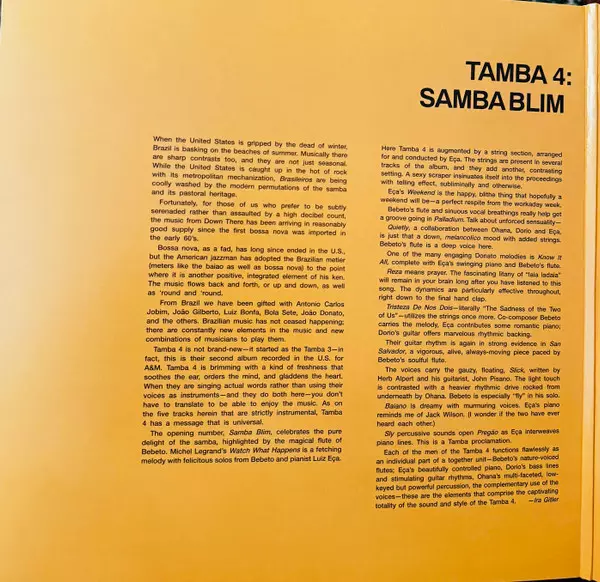 TAMBA 4:
SAMBA BLIM
When the United States is gripped by the dead of winter,
Brazil is basking on the beaches of summer. Musically there
are sharp contrasts too, and they are not just seasonal.
While the United States is caught up in the hot of rock
with its metropolitan mechanization, Brasileiros are being
coolly washed by the modern permutations of the samba
and its pastoral heritage.
Fortunately, for those of us who prefer to be subtly
serenaded rather than assaulted by a high decibel count,
the music from Down There has been arriving in reasonably
good supply since the first bossa nova was imported in
the early 60's.
Bossa nova, as a fad, has long since ended in the U.S.,
but the American jazzman has adopted the Brazilian metier
(meters like the baiao as well as bossa nova) to the point
where it is another positive, integrated element of his ken.
The music flows back and forth, or up and down, as well
as 'round and 'round.
From Brazil we have been gifted with Antonio Carlos
Jobim, João Gilberto, Luiz Bonfa, Bola Sete, João Donato,
and the others. Brazilian music has not ceased happening;
there are constantly new elements in the music and new
combinations of musicians to play them.
Tamba 4 is not brand-new—it started as the Tamba 3—in
fact, this is their second album recorded in the U.S. for
A&M. Tamba 4 is brimming with a kind of freshness that
soothes the ear, orders the mind, and gladdens the heart.
When they are singing actual words rather than using their
voices as instruments—and they do both here—you don't
have to translate to be able to enjoy the music. As on
the five tracks herein that are strictly instrumental, Tamba
4 has a message that is universal.
The opening number, Samba Blim, celebrates the pure
delight of the samba, highlighted by the magical flute of
Bebeto. Michel Legrand's Watch What Happens is a fetching
melody with felicitous solos from Bebeto and pianist Luiz Eça.
Here Tamba 4 is augmented by a string section, arranged
for and conducted by Eça. The strings are present in several
tracks of the album, and they add another, contrasting
setting. A sexy scraper insinuates itself into the proceedings
with telling effect, subliminally and otherwise.
Eça's Weekend is the happy, blithe thing that hopefully a
weekend will be—a perfect respite from the workaday week.
Bebeto's flute and sinuous vocal breathings really help get
a groove going in Palladium. Talk about unforced sensuality—
Quietly, a collaboration between Ohana, Dorio and Eça,
is just that a down, melancolico mood with added strings.
Bebeto's flute is a deep voice here.
One of the many engaging Donato melodies is Know It
All, complete with Eça's swinging piano and Bebeto's flute.
Reza means prayer. The fascinating litany of "laia ladaia"
will remain in your brain long after you have listened to this
song. The dynamics are particularly effective throughout,
right down to the final hand clap.
Tristeza De Nos Dois—literally "The Sadness of the Two
of Us"—utilizes the strings once more. Co-composer Bebeto
carries the melody, Eça contributes some romantic piano;
Dorio's guitar offers marvelous rhythmic backing.
Their guitar rhythm is again in strong evidence in San
Salvador, a vigorous, alive, always-moving piece paced by
Bebeto's soulful flute.
The voices carry the gauzy, floating, Slick, written by
Herb Alpert and his guitarist, John Pisano. The light touch
is contrasted with a heavier rhythmic drive rocked from
underneath by Ohana. Bebeto is especially "fly" in his solo.
Baiano is dreamy with murmuring voices. Eça's piano
reminds me of Jack Wilson. (I wonder if the two have ever
heard each other.)
Sly percussive sounds open Pregão as Eça interweaves
piano lines. This is a Tamba proclamation.
Each of the men of the Tamba 4 functions flawlessly as
an individual part of a together unit—Bebeto's nature-voiced
flutes; Eça's beautifully controlled piano, Dorio's bass lines
and stimulating guitar rhythms, Ohana's multi-faceted, low-
keyed but powerful percussion, the complementary use of the
voices—these are the elements that comprise the captivating
totality of the sound and style of the Tamba 4. —Ira Gitler